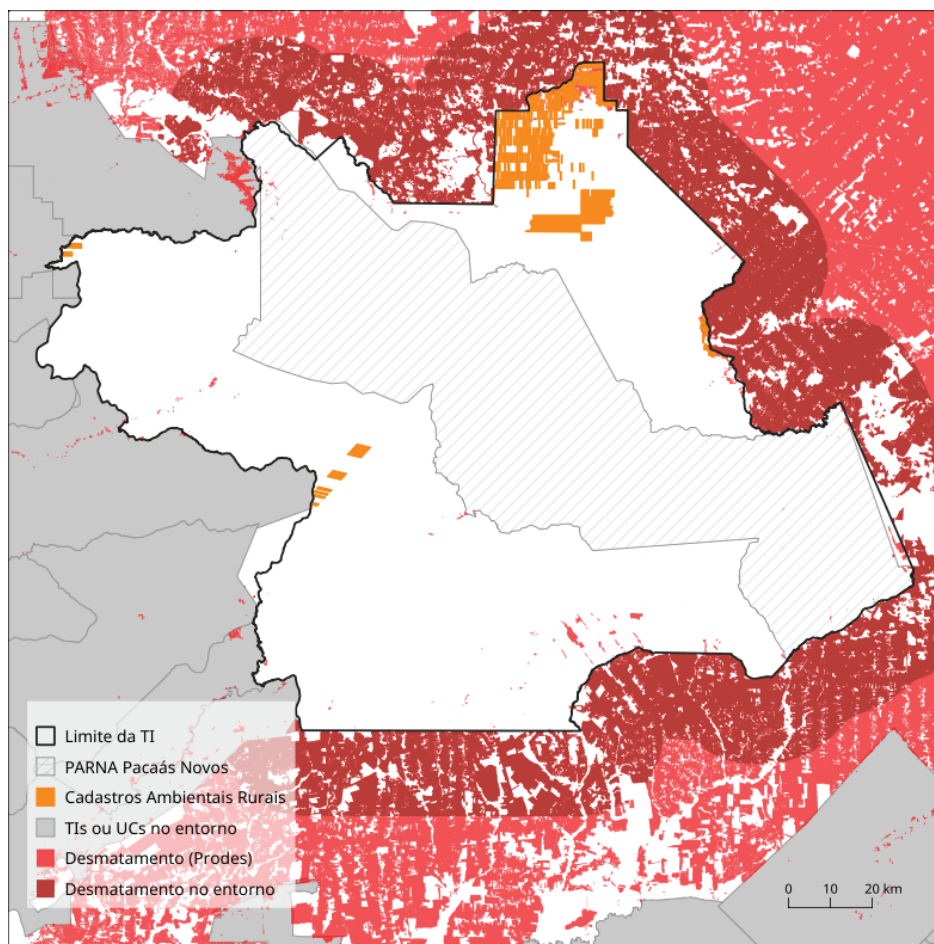 Limite da TI
PARNA Pacaás Novos
Cadastros Ambientais Rurais
TIs ou UCs no entorno
Desmatamento (Prodes)
Desmatamento no entorno
0 10 20 km